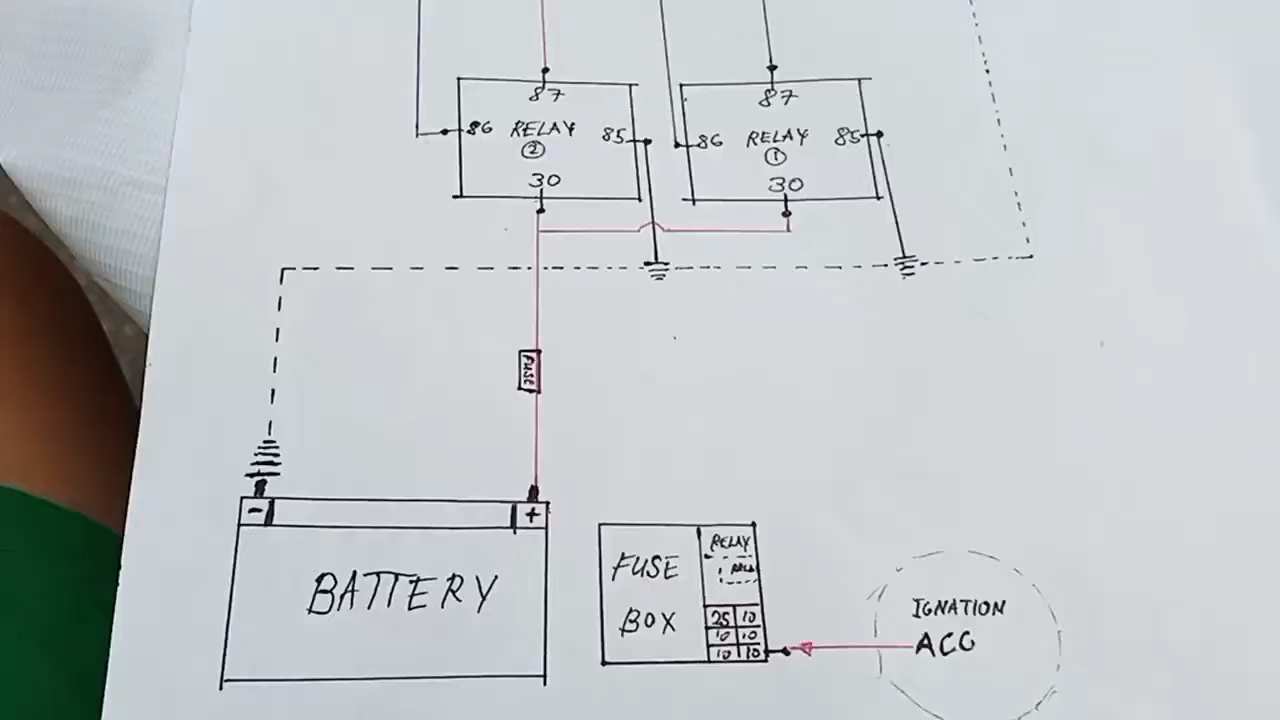 87
86 RELAY 85
②
30
87
86 RELAY 85
①
30
FUSE
- +
BATTERY
FUSE
BOX
RELAY
25 10
10 10
10 10
IGNATION
ACC